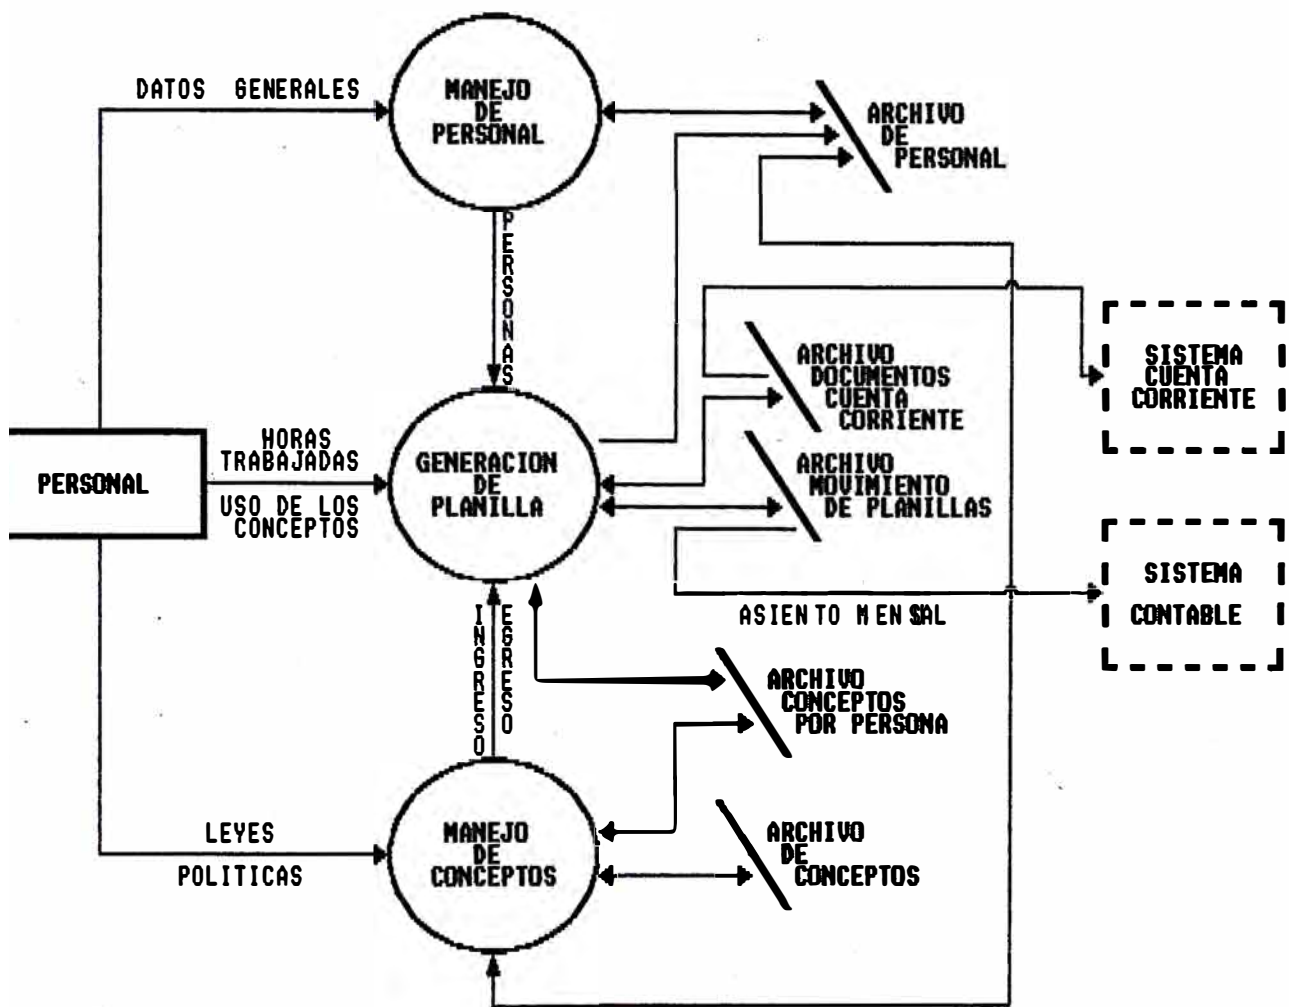 DATOS GENERALES
MANEJO
DE
PERSONAL
ARCHIVO
DE
PERSONAL
PERSONAS
ARCHIVO
DOCUMENTOS
CUENTA
CORRIENTE
SISTEMA
CUENTA
CORRIENTE
PERSONAL
HORAS
TRABAJADAS
USO DE LOS
CONCEPTOS
GENERACION
DE
PLANILLA
ARCHIVO
MOVIMIENTO
DE PLANILLAS
SISTEMA
CONTABLE
ASIENTO MENSAL
INGRESO
EGRESO
ARCHIVO
CONCEPTOS
POR PERSONA
LEYES
POLITICAS
MANEJO
DE
CONCEPTOS
ARCHIVO
DE
CONCEPTOS